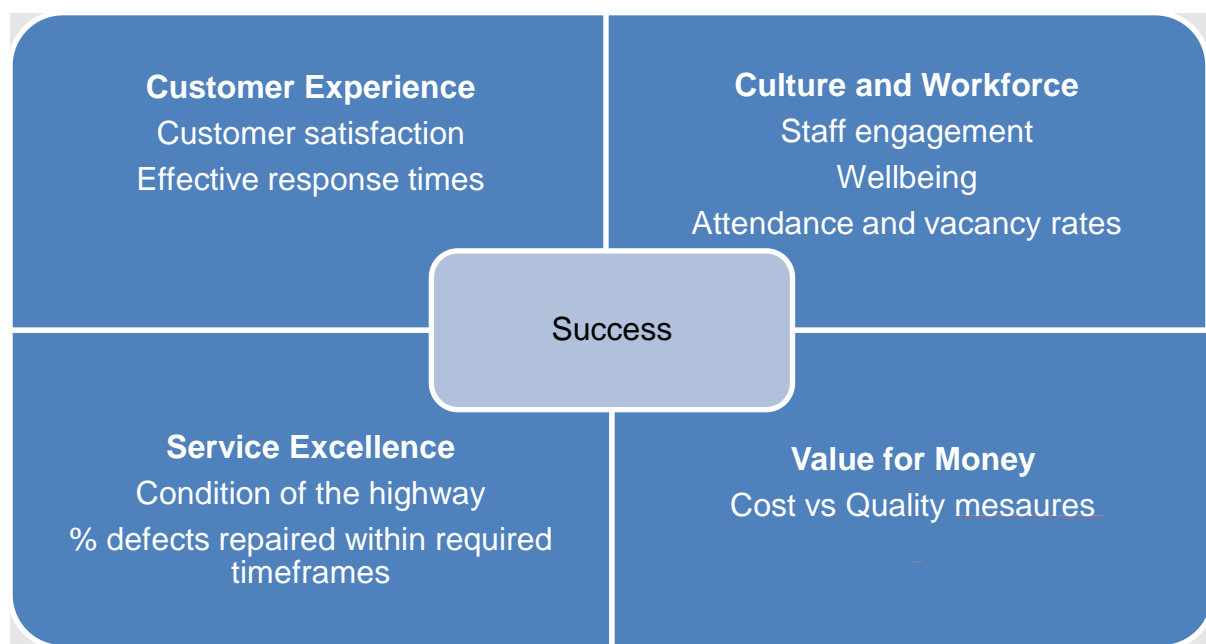 Customer Experience
Customer satisfaction
Effective response times
Culture and Workforce
Staff engagement
Wellbeing
Attendance and vacancy rates
Success
Service Excellence
Condition of the highway
% defects repaired within required
timeframes
Value for Money
Cost vs Quality mesaures